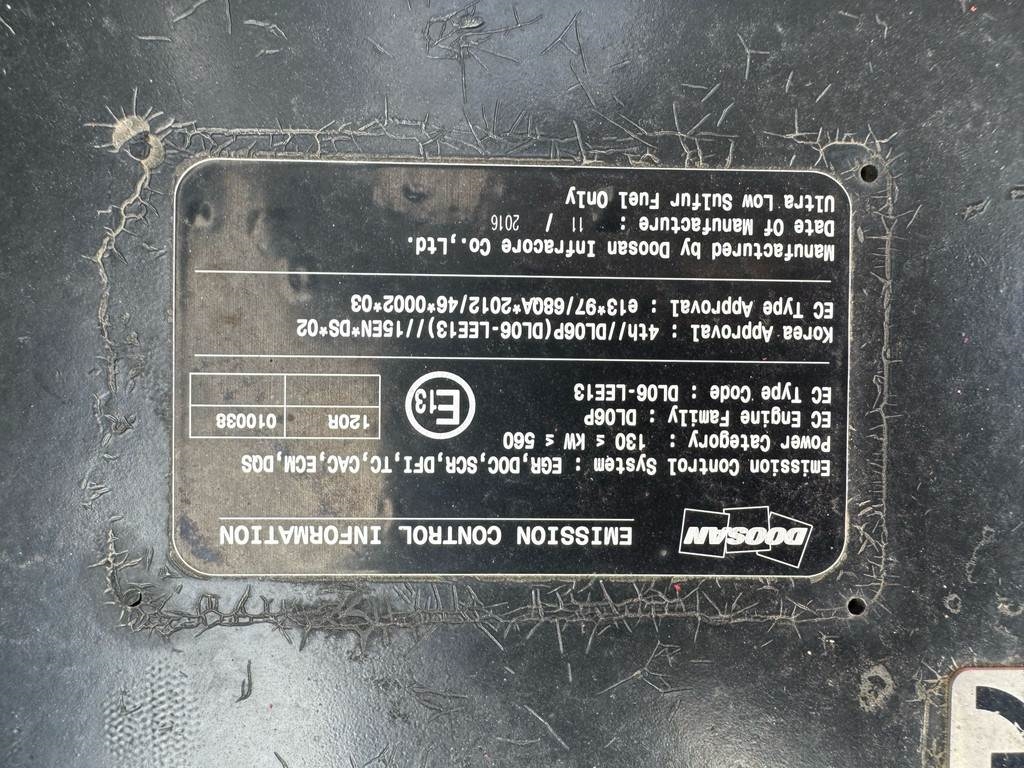 DOOSAN
EMISSION CONTROL INFORMATION
Emission Control System : EGR,DOC,SCR,DFI,TC,CAC,ECM,DQS
Power Category : 130 ≤ kW ≤ 560
EC Engine Family : DL06P
EC Type Code : DL06-LEE13
E13
120R 010038
Korea Approval : 4th//DL06P(DL06-LEE13)//15EN*DS*02
EC Type Approval : e13*97/68QA*2012/46*0002*03
Manufactured by Doosan Infracore Co.,Ltd.
Date Of Manufacture : 11 / 2016
Ultra Low Sulfur Fuel Only